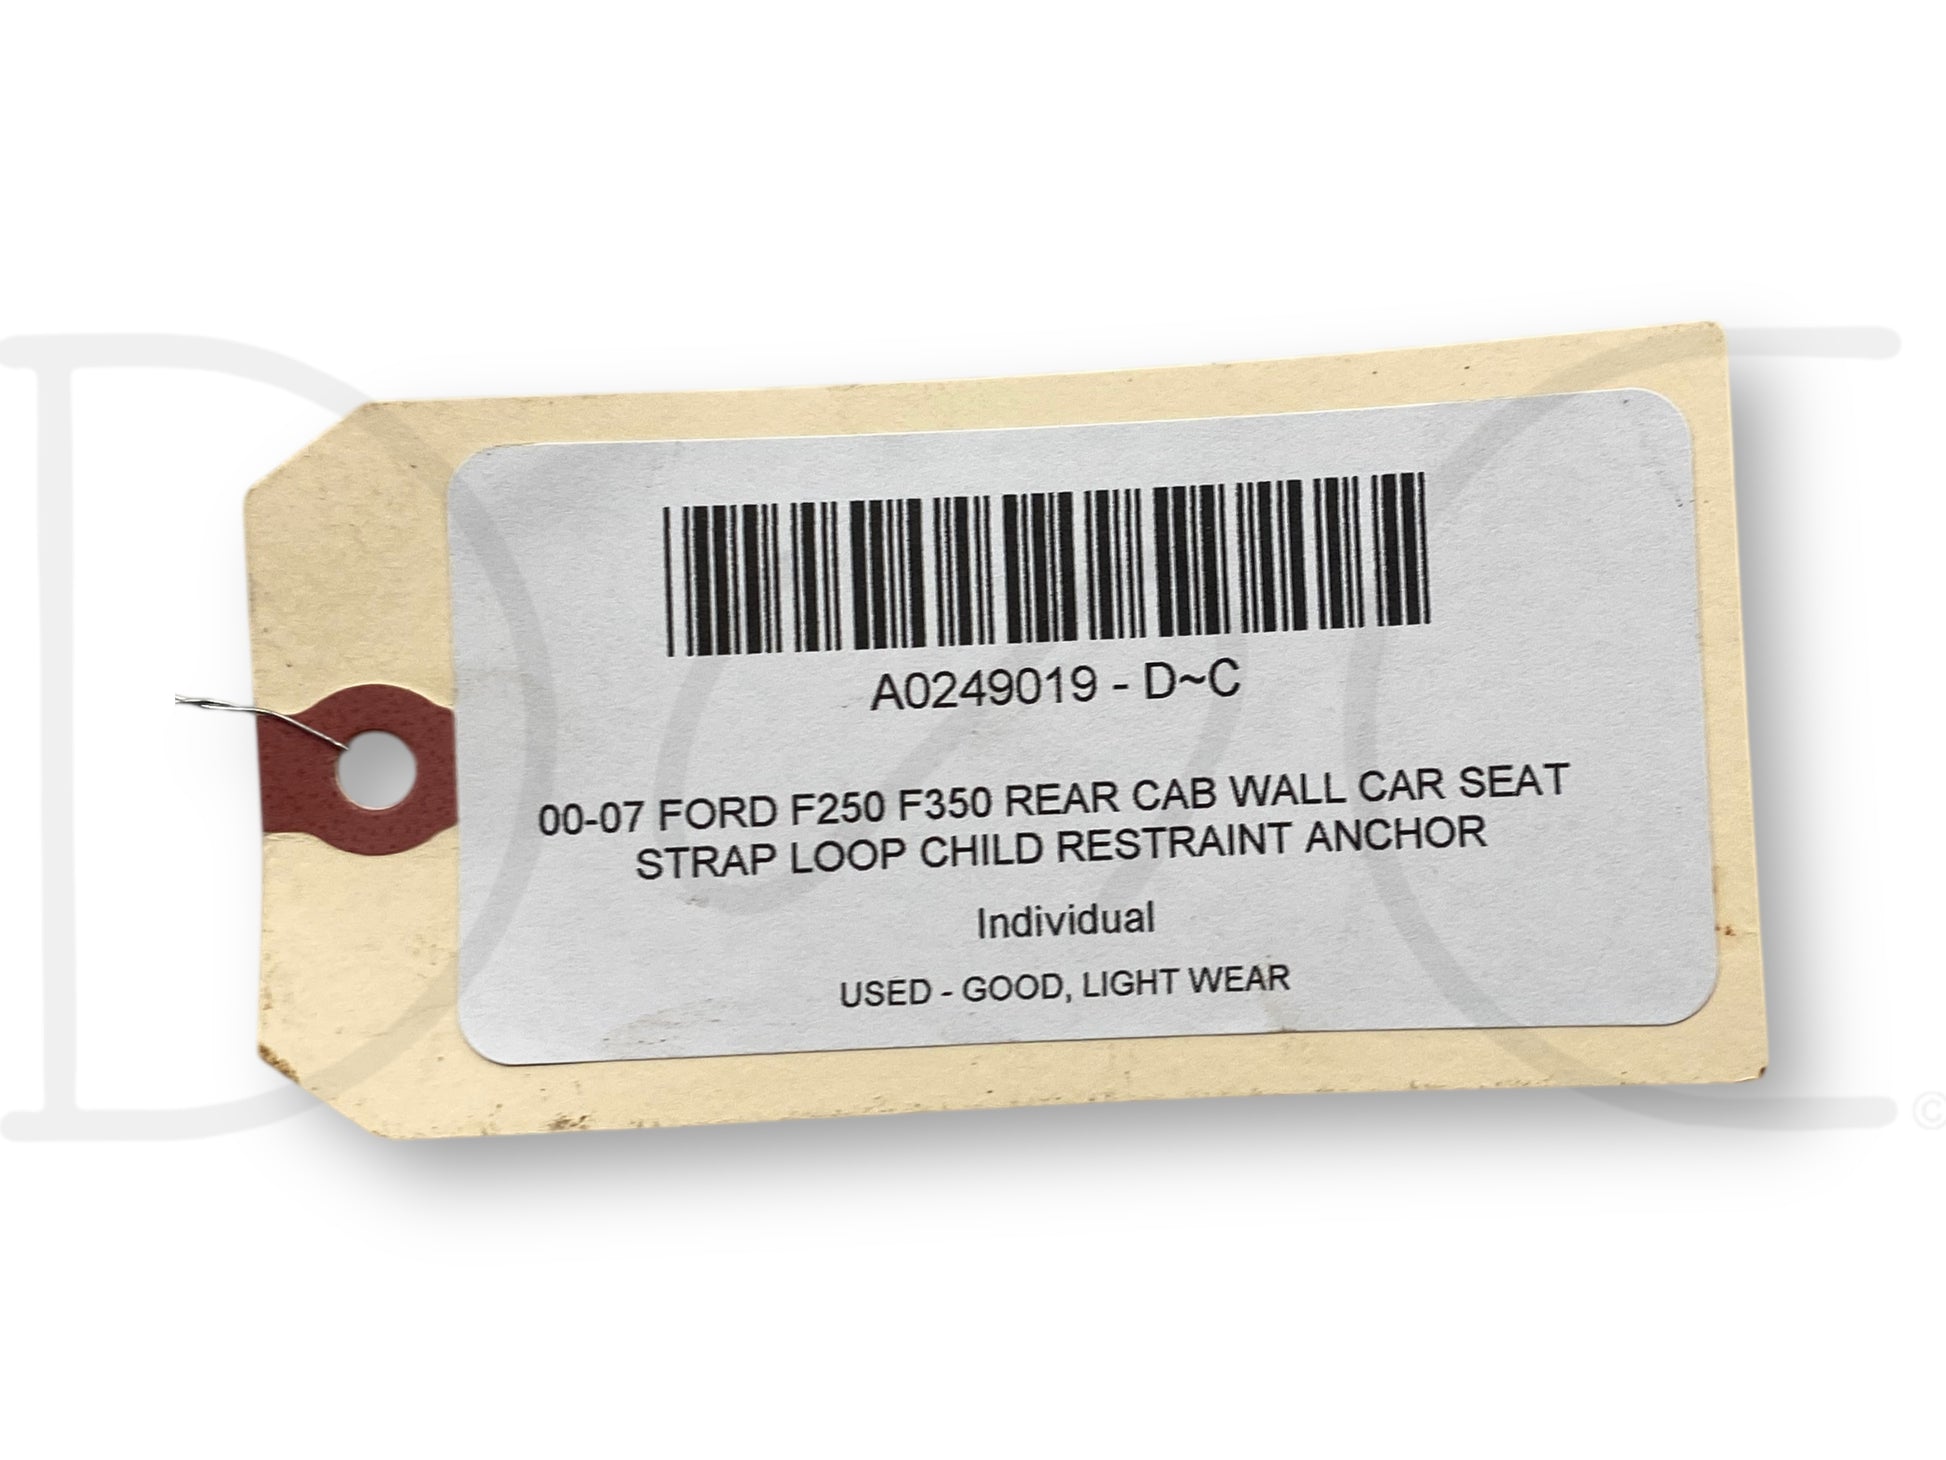 A0249019 - D~C
00-07 FORD F250 F350 REAR CAB WALL CAR SEAT
STRAP LOOP CHILD RESTRAINT ANCHOR
Individual
USED - GOOD, LIGHT WEAR
©